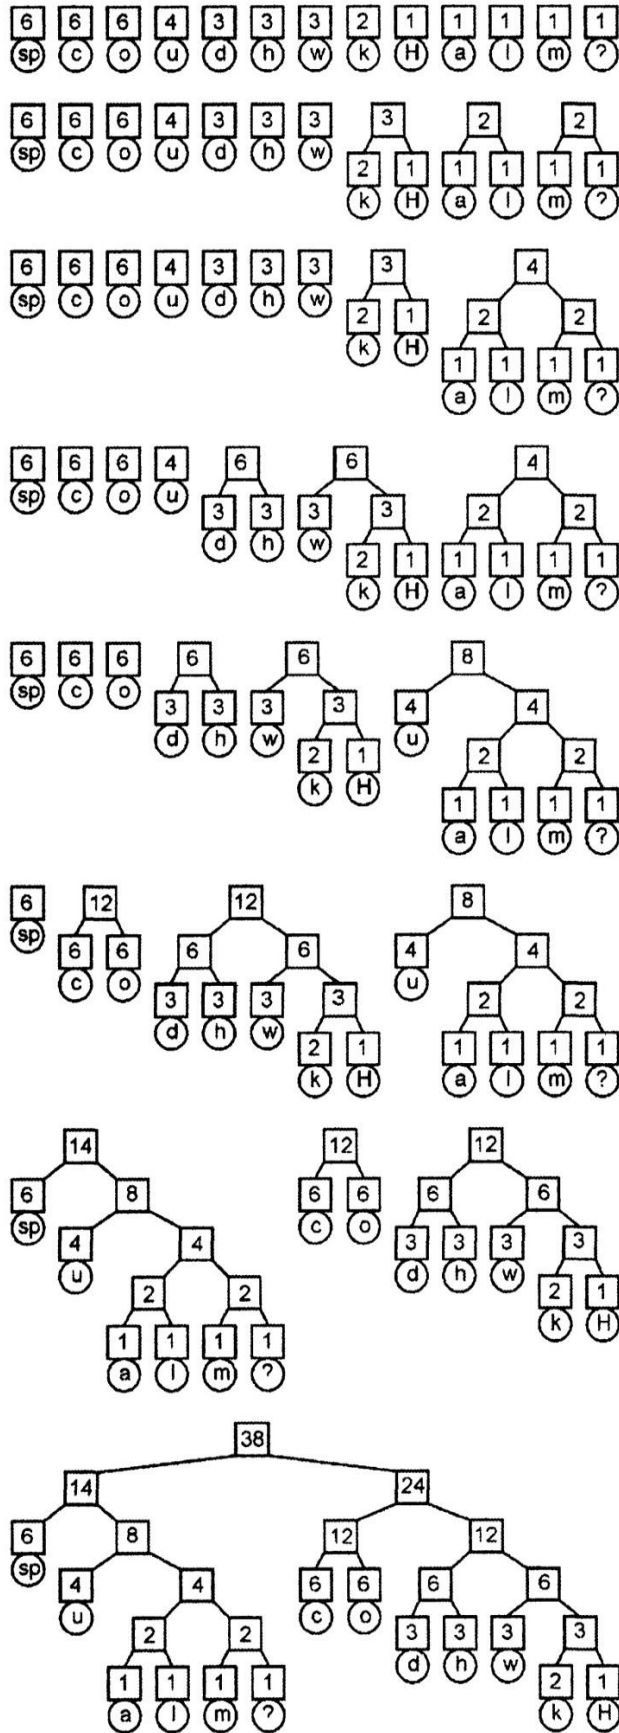 6 6 6 4 3 3 3 2 1 1 1 1 1
sp c o u d h w k H a l m ?
6 6 6 4 3 3 3 3 2 2
sp c o u d h w 2 1 1 1 1 1
k H a l m ?
6 6 6 4 3 3 3 3 4
sp c o u d h w 2 1 2 2
k H 1 1 1 1
a l m ?
6 6 6 4 6 6 4
sp c o u 3 3 3 3 2 2
d h w 2 1 1 1 1 1
k H a l m ?
6 6 6 6 6 8
sp c o 3 3 3 3 4 4
d h w 2 1 u 2 2
k H 1 1 1 1
a l m ?
6 12 12 8
sp 6 6 6 6 4 4
c o 3 3 3 3 u 2 2
d h w 2 1 1 1 1 1
k H a l m ?
14 12 12
6 8 6 6 6 6
sp 4 4 c o 3 3 3 3
u 2 2 d h w 2 1
1 1 1 1 k H
a l m ?
38
14 24
6 8 12 12
sp 4 4 6 6 6 6
u 2 2 c o 3 3 3 3
1 1 1 1 d h w 2 1
a l m ? k H